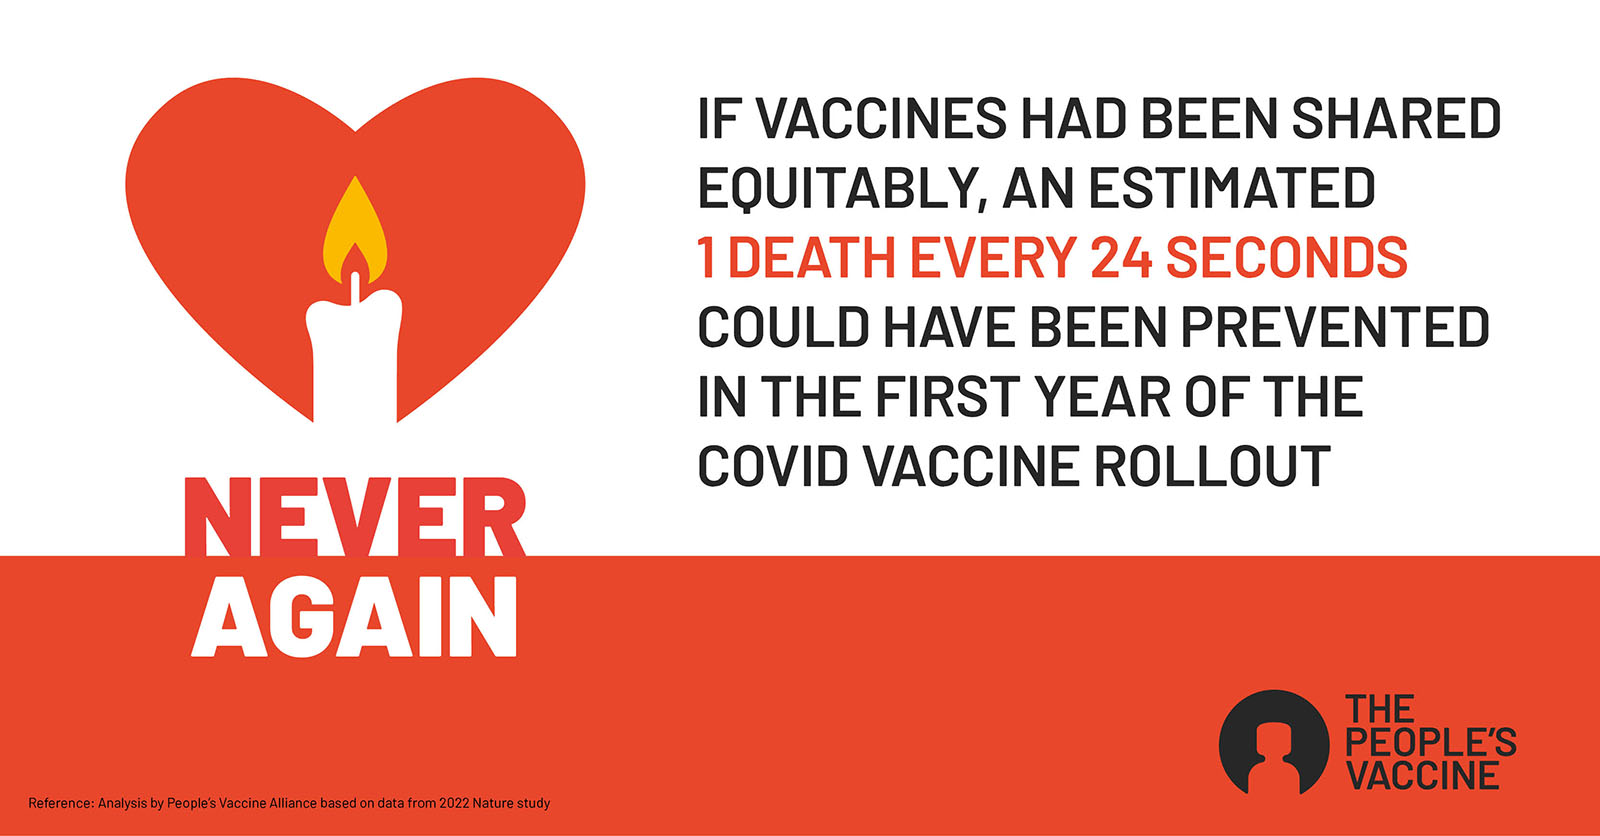 IF VACCINES HAD BEEN SHARED
EQUITABLY, AN ESTIMATED
1 DEATH EVERY 24 SECONDS
COULD HAVE BEEN PREVENTED
IN THE FIRST YEAR OF THE
COVID VACCINE ROLLOUT
NEVER
AGAIN
THE
PEOPLE'S
VACCINE
Reference: Analysis by People's Vaccine Alliance based on data from 2022 Nature study